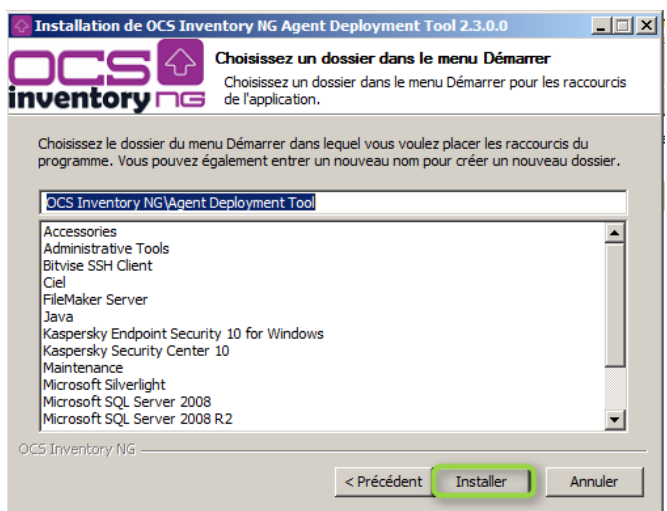 Installation de OCS Inventory NG Agent Deployment Tool 2.3.0.0
OCS
inventory NG
Choisissez un dossier dans le menu Démarrer
Choisissez un dossier dans le menu Démarrer pour les raccourcis
de l'application.
Choisissez le dossier du menu Démarrer dans lequel vous voulez placer les raccourcis du
programme. Vous pouvez également entrer un nouveau nom pour créer un nouveau dossier.
OCS Inventory NG\Agent Deployment Tool
Accessories
Administrative Tools
Bitvise SSH Client
Ciel
FileMaker Server
Java
Kaspersky Endpoint Security 10 for Windows
Kaspersky Security Center 10
Maintenance
Microsoft Silverlight
Microsoft SQL Server 2008
Microsoft SQL Server 2008 R2
OCS Inventory NG
< Précédent
Installer
Annuler